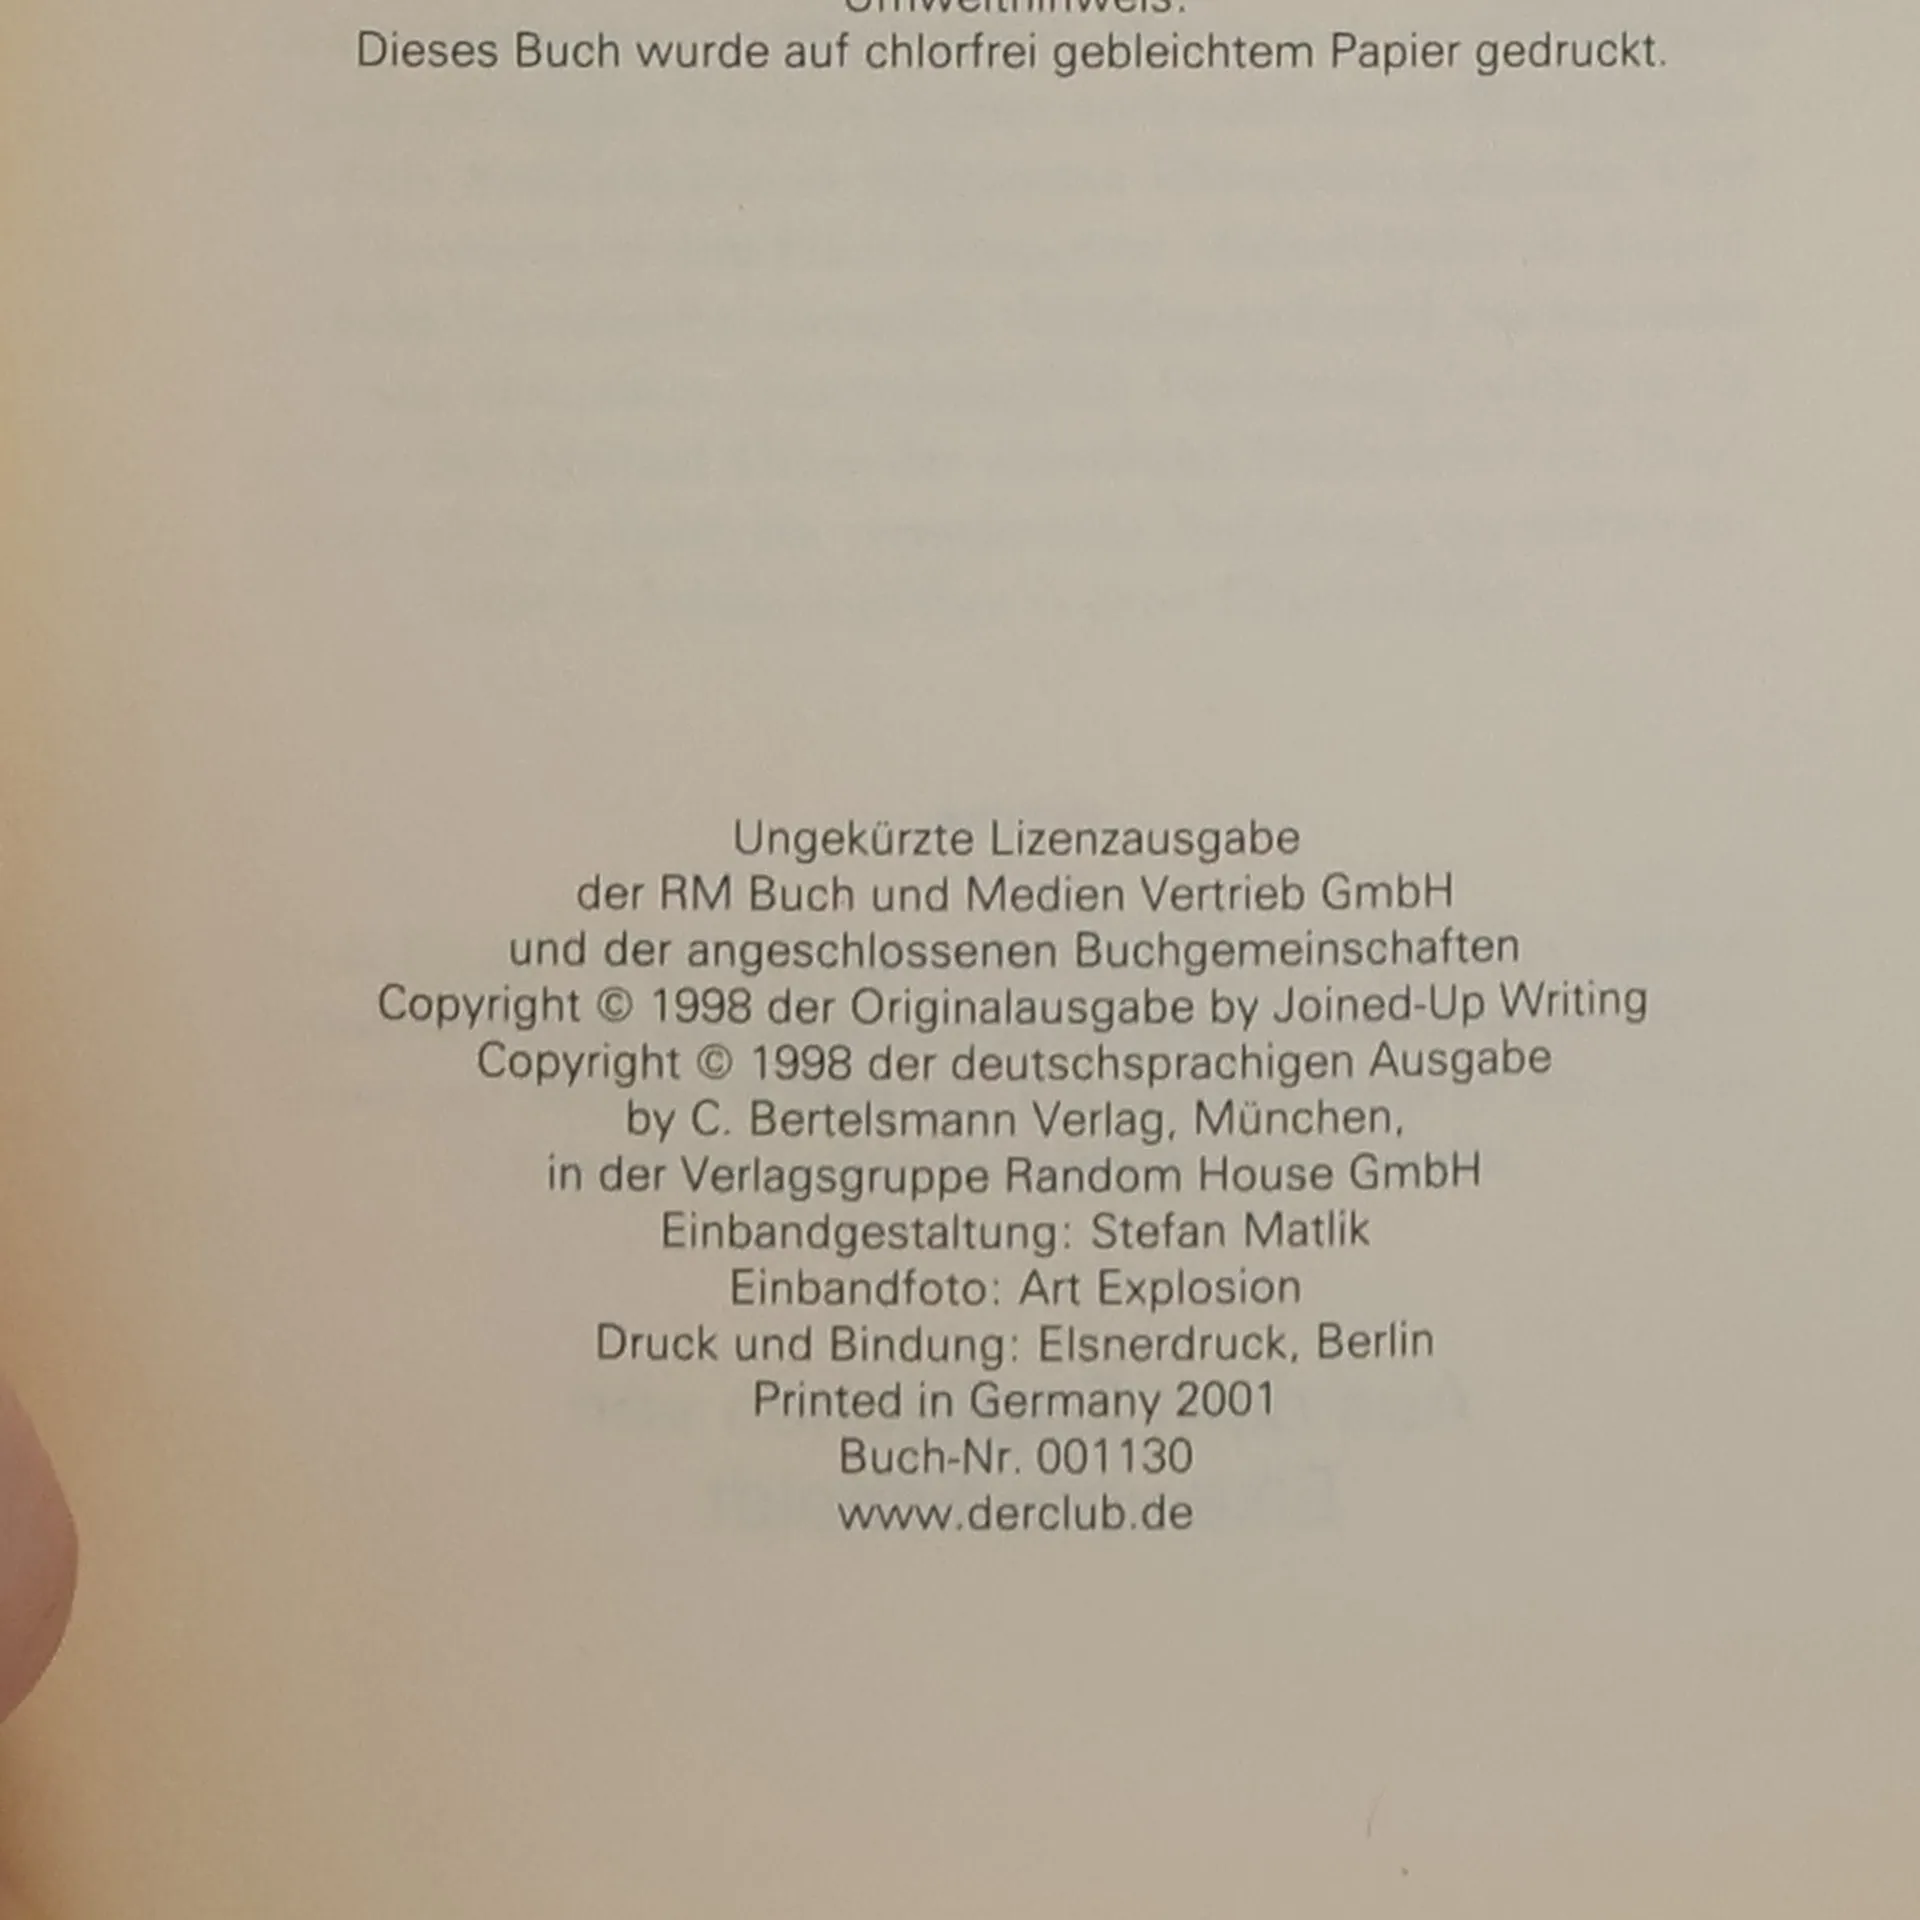 Umwelthinweis:
Dieses Buch wurde auf chlorfrei gebleichtem Papier gedruckt.
Ungekürzte Lizenzausgabe
der RM Buch und Medien Vertrieb GmbH
und der angeschlossenen Buchgemeinschaften
Copyright © 1998 der Originalausgabe by Joined-Up Writing
Copyright © 1998 der deutschsprachigen Ausgabe
by C. Bertelsmann Verlag, München,
in der Verlagsgruppe Random House GmbH
Einbandgestaltung: Stefan Matlik
Einbandfoto: Art Explosion
Druck und Bindung: Elsnerdruck, Berlin
Printed in Germany 2001
Buch-Nr. 001130
www.derclub.de